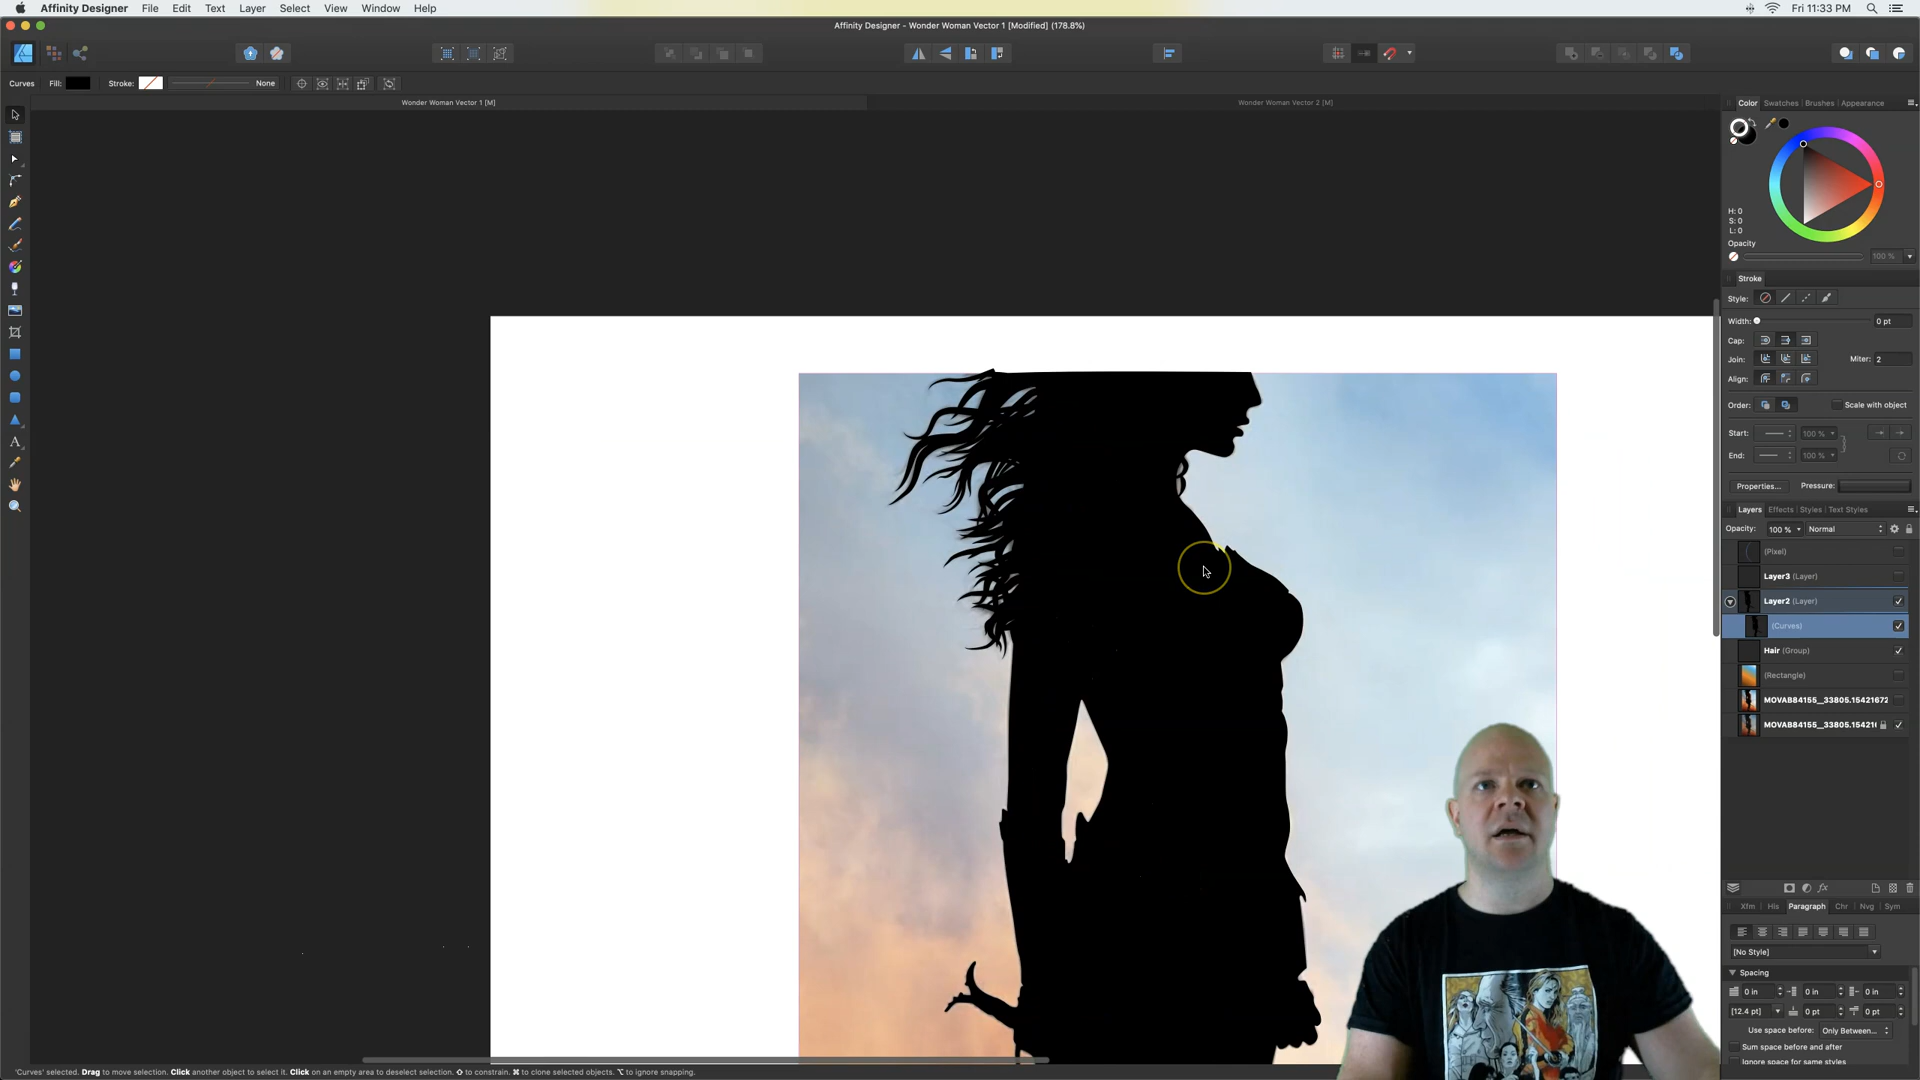 Affinity Designer File Edit Text Layer Select View Window Help Fri 11:33 PM
Affinity Designer - Wonder Woman Vector 1 [Modified] (178.8%)
Curves Fill: Stroke: None
Wonder Woman Vector 1 [M] Wonder Woman Vector 2 [M]
Color Swatches Brushes Appearance
H: 0
S: 0
L: 0
Opacity
100 %
Stroke
Style:
Width: 0 pt
Cap:
Join: Miter: 2
Align:
Order: Scale with object
Start: 100 %
End: 100 %
Properties... Pressure:
Layers Effects Styles Text Styles
Opacity: 100 % Normal
(Pixel)
Layer3 (Layer)
Layer2 (Layer)
(Curves)
Hair (Group)
(Rectangle)
MOVAB84155__33805.15421672
MOVAB84155__33805.154216
fx
Xfm His Paragraph Chr Nvg Sym
[No Style]
Spacing
0 in 0 in 0 in
[12.4 pt] 0 pt 0 pt
Use space before: Only Between...
Sum space before and after
Ignore space for same styles
'Curves' selected. Drag to move selection. Click another object to select it. Click on an empty area to deselect selection. ⇧ to constrain. ⌘ to clone selected objects. ⌥ to ignore snapping.